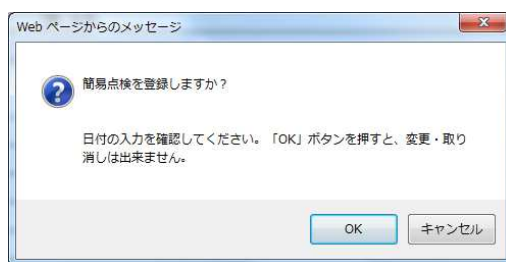 Web ページからのメッセージ
簡易点検を登録しますか？
日付の入力を確認してください。「OK」ボタンを押すと、変更・取り
消しは出来ません。
OK
キャンセル